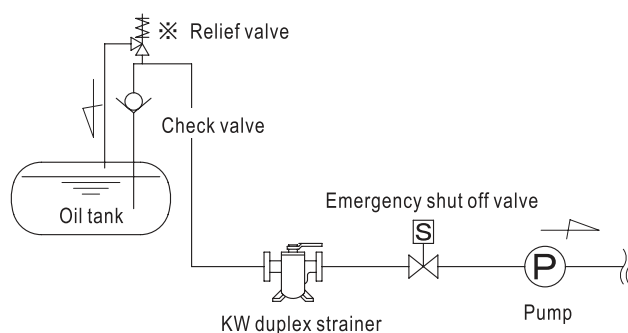 ※ Relief valve
Check valve
Oil tank
Emergency shut off valve
S
P
Pump
KW duplex strainer